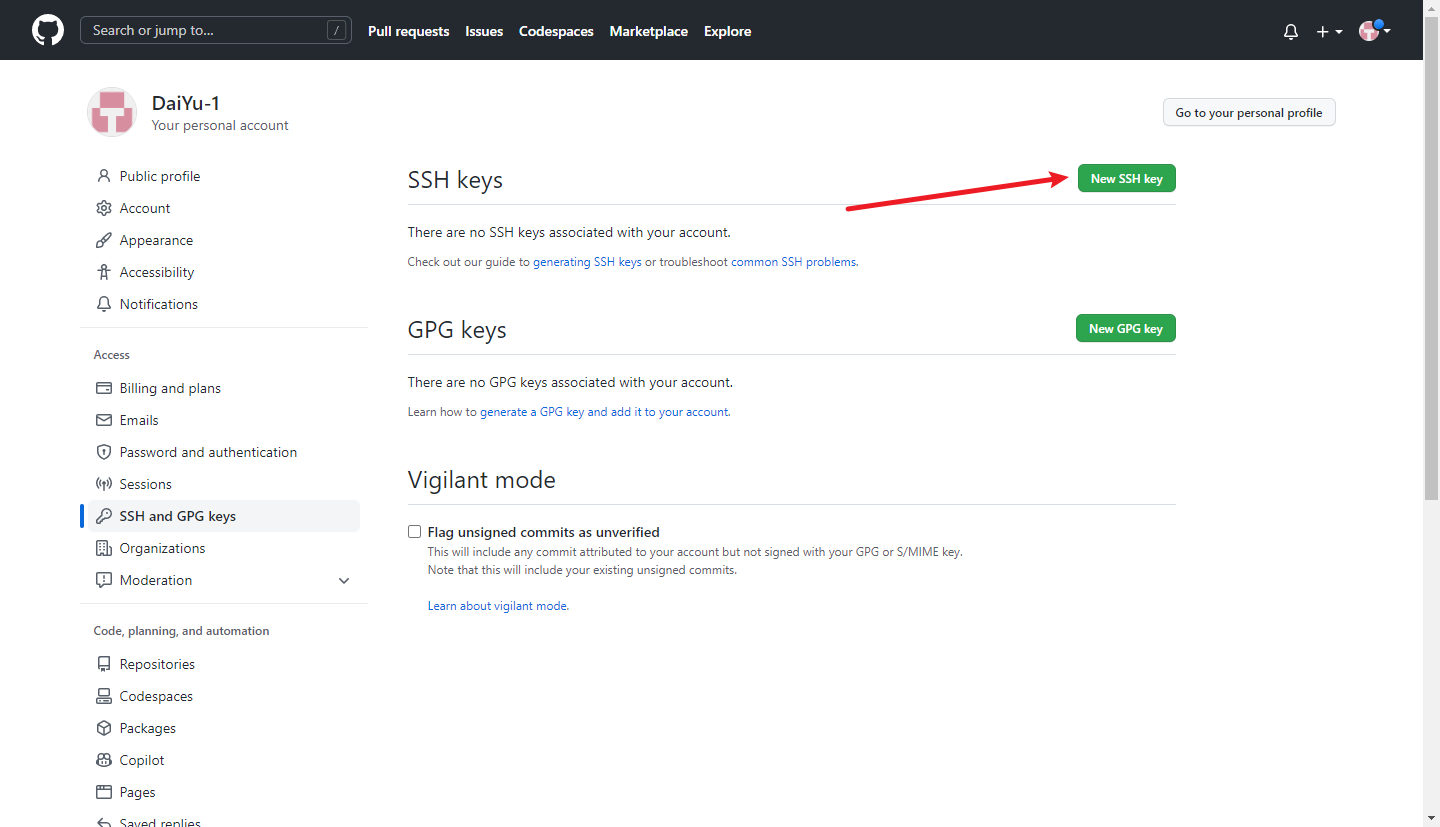 Search or jump to...
/
Pull requests
Issues
Codespaces
Marketplace
Explore
DaiYu-1
Your personal account
Go to your personal profile
Public profile
Account
Appearance
Accessibility
Notifications
Access
Billing and plans
Emails
Password and authentication
Sessions
SSH and GPG keys
Organizations
Moderation
Code, planning, and automation
Repositories
Codespaces
Packages
Copilot
Pages
Saved replies
SSH keys
New SSH key
There are no SSH keys associated with your account.
Check out our guide to generating SSH keys or troubleshoot common SSH problems.
GPG keys
New GPG key
There are no GPG keys associated with your account.
Learn how to generate a GPG key and add it to your account.
Vigilant mode
Flag unsigned commits as unverified
This will include any commit attributed to your account but not signed with your GPG or S/MIME key.
Note that this will include your existing unsigned commits.
Learn about vigilant mode.